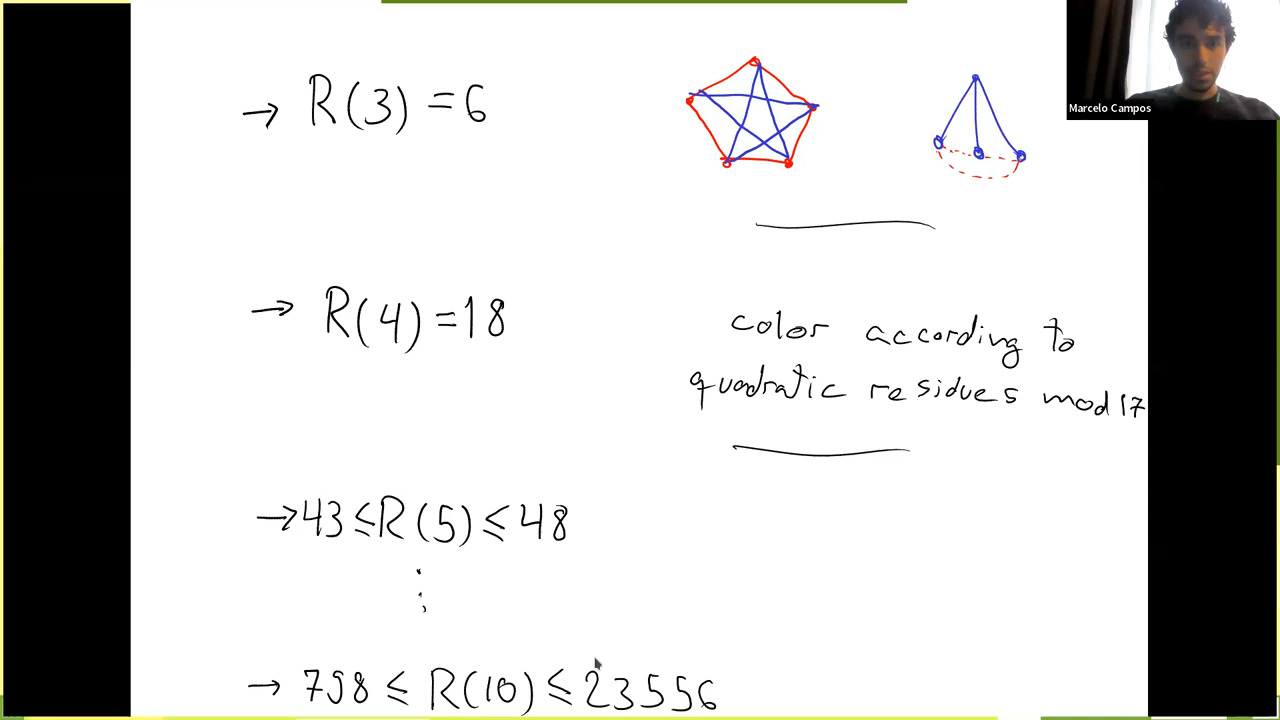 → R(3) = 6
Marcelo Campos
→ R(4) = 18
color according to
quadratic residues mod 17
→ 43 ≤ R(5) ≤ 48
⋮
→ 798 ≤ R(10) ≤ 23556